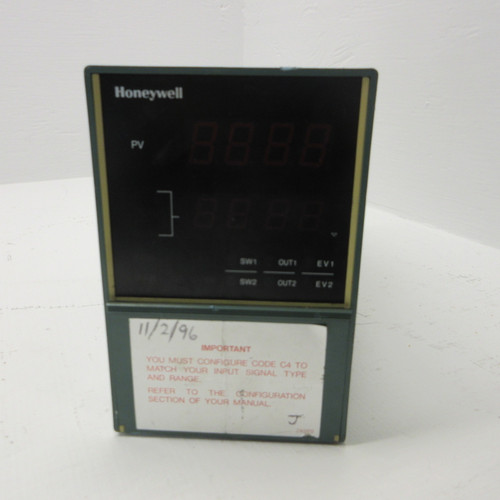 Honeywell
PV
°F
SW1 OUT1 EV1
SW2 OUT2 EV2
11/2/96
IMPORTANT
YOU MUST CONFIGURE CODE C4 TO
MATCH YOUR INPUT SIGNAL TYPE
AND RANGE.
REFER TO THE CONFIGURATION
SECTION OF YOUR MANUAL.
J